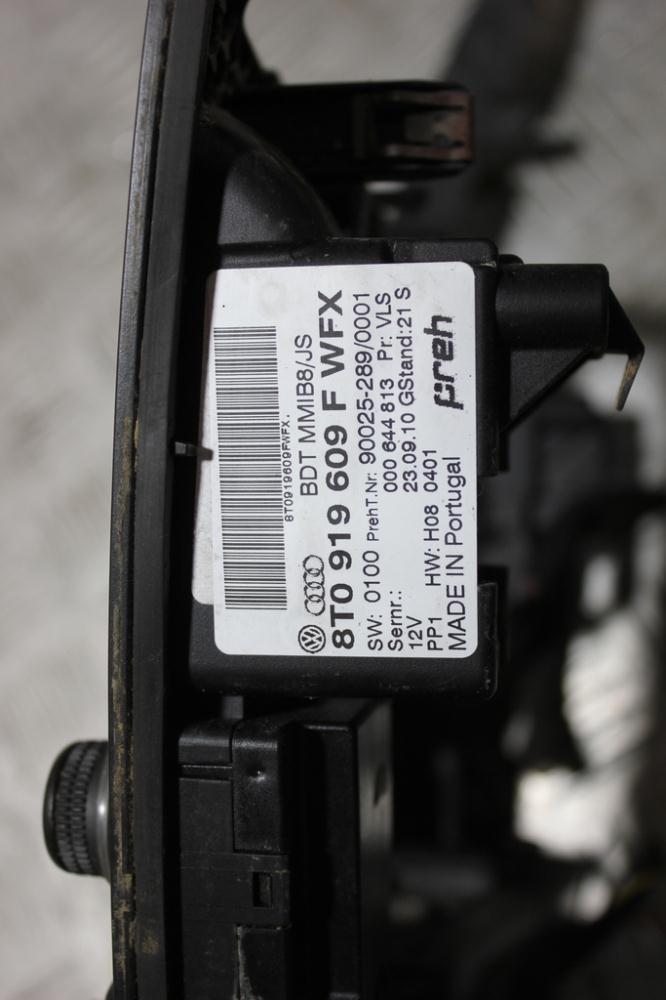 8T0919609FWFX.
BDT MMIB8/JS
8T0 919 609 F WFX
SW: 0100 PrehT.Nr: 90025-289/0001
Sernr.: 000 644 813 Pr: VLS
12V 23.09.10 GStand:21 S
PP1 HW: H08 0401
MADE IN Portugal
preh